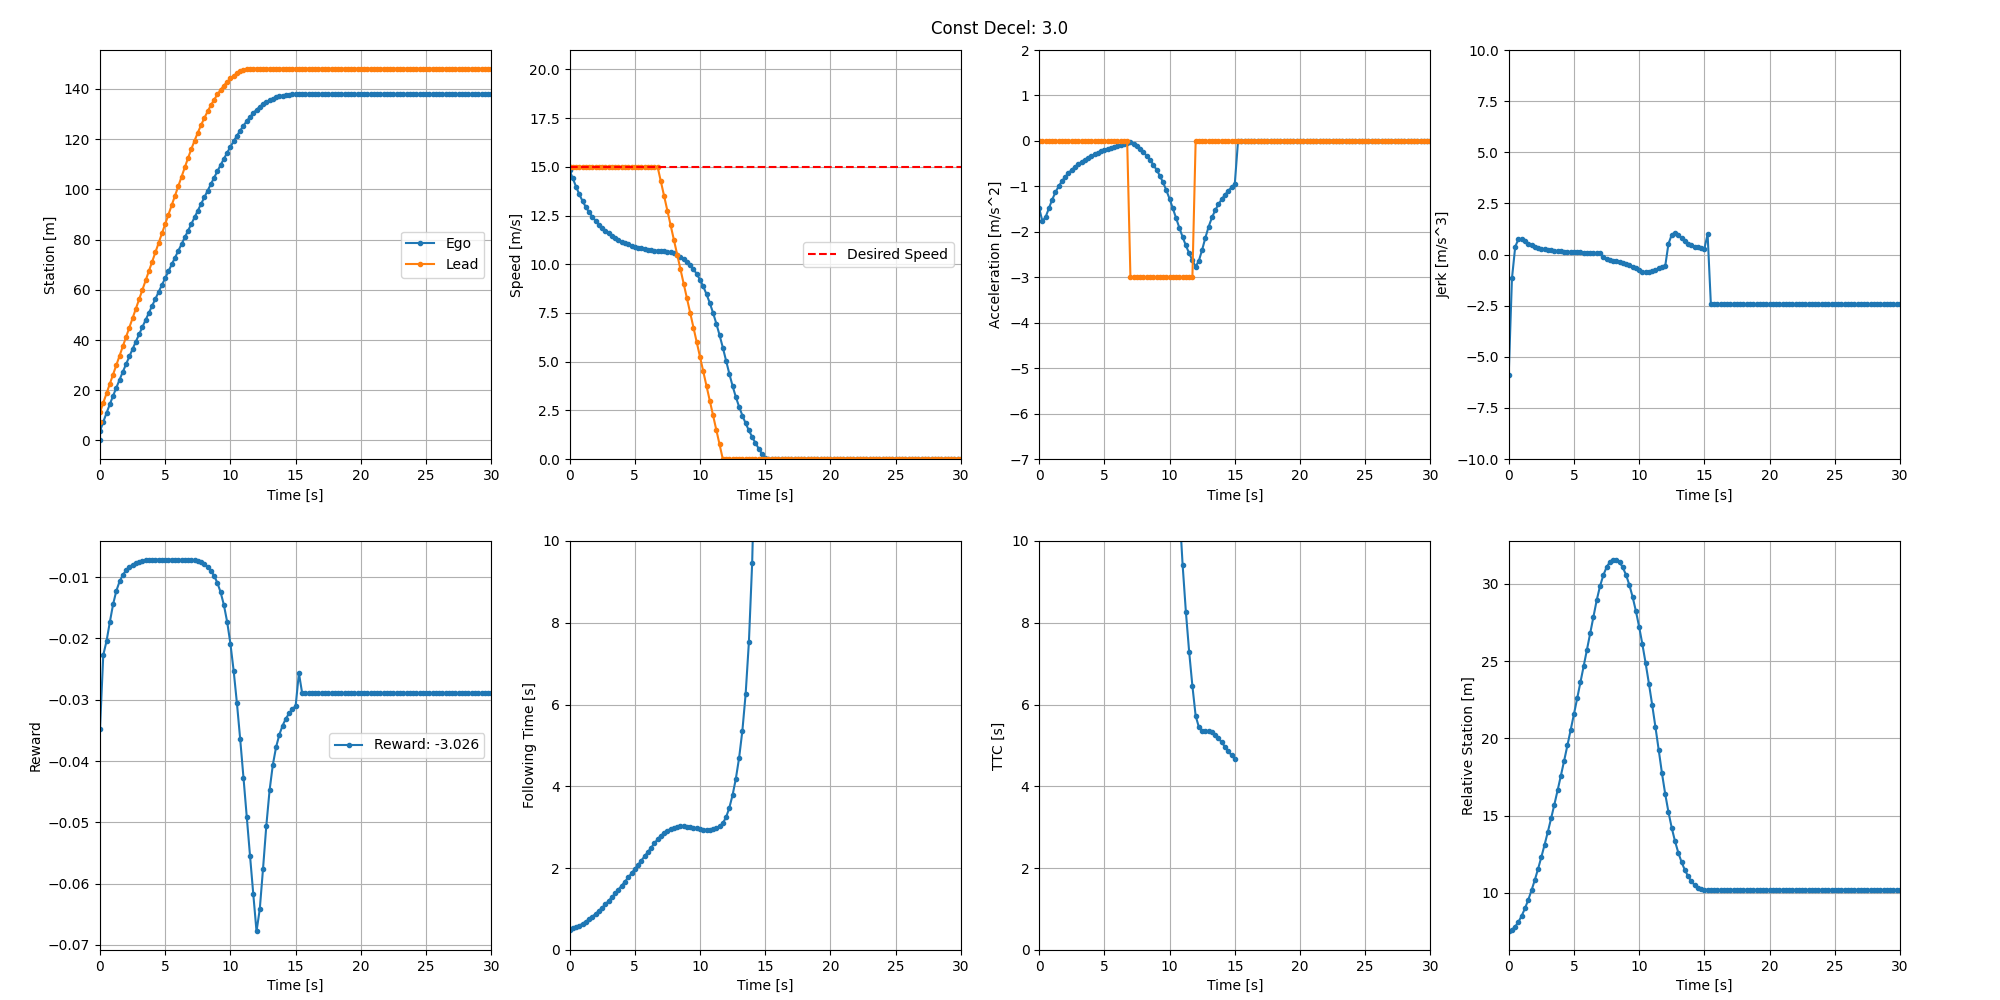 Const Decel: 3.0
Station [m]
140
120
100
80
60
40
20
0
Ego
Lead
0 5 10 15 20 25 30
Time [s]
Speed [m/s]
20.0
17.5
15.0
12.5
10.0
7.5
5.0
2.5
0.0
Desired Speed
0 5 10 15 20 25 30
Time [s]
Acceleration [m/s^2]
2
1
0
−1
−2
−3
−4
−5
−6
−7
0 5 10 15 20 25 30
Time [s]
Jerk [m/s^3]
10.0
7.5
5.0
2.5
0.0
−2.5
−5.0
−7.5
−10.0
0 5 10 15 20 25 30
Time [s]
Reward
−0.01
−0.02
−0.03
−0.04
−0.05
−0.06
−0.07
Reward: -3.026
0 5 10 15 20 25 30
Time [s]
Following Time [s]
10
8
6
4
2
0
0 5 10 15 20 25 30
Time [s]
TTC [s]
10
8
6
4
2
0
0 5 10 15 20 25 30
Time [s]
Relative Station [m]
30
25
20
15
10
0 5 10 15 20 25 30
Time [s]